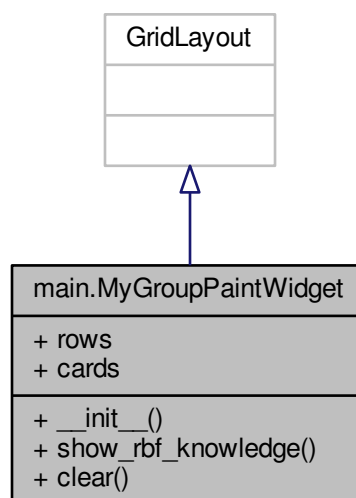 GridLayout
main.MyGroupPaintWidget
+ rows
+ cards
+ __init__()
+ show_rbf_knowledge()
+ clear()